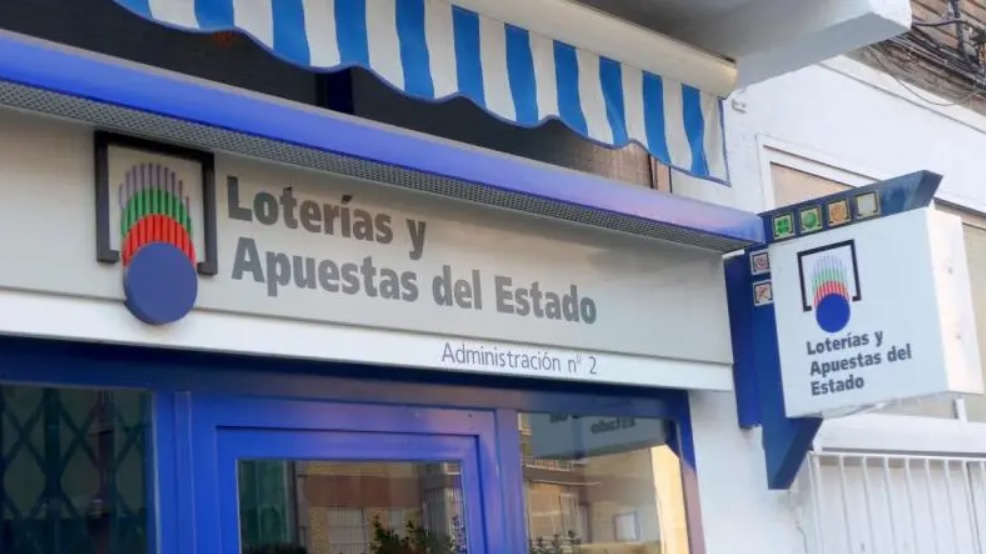 Loterías y
Apuestas del Estado
Administración nº 2
Loterías y
Apuestas del
Estado